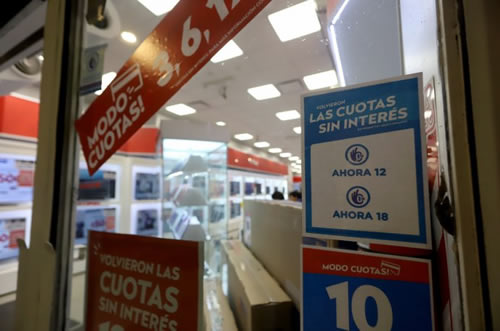 3, 6, 12
MODO
CUOTAS!
VOLVIERON
LAS CUOTAS
SIN INTERÉS
AHORA 12
AHORA 18
VOLVIERON LAS
CUOTAS
SIN INTERÉS
MODO CUOTAS!
10